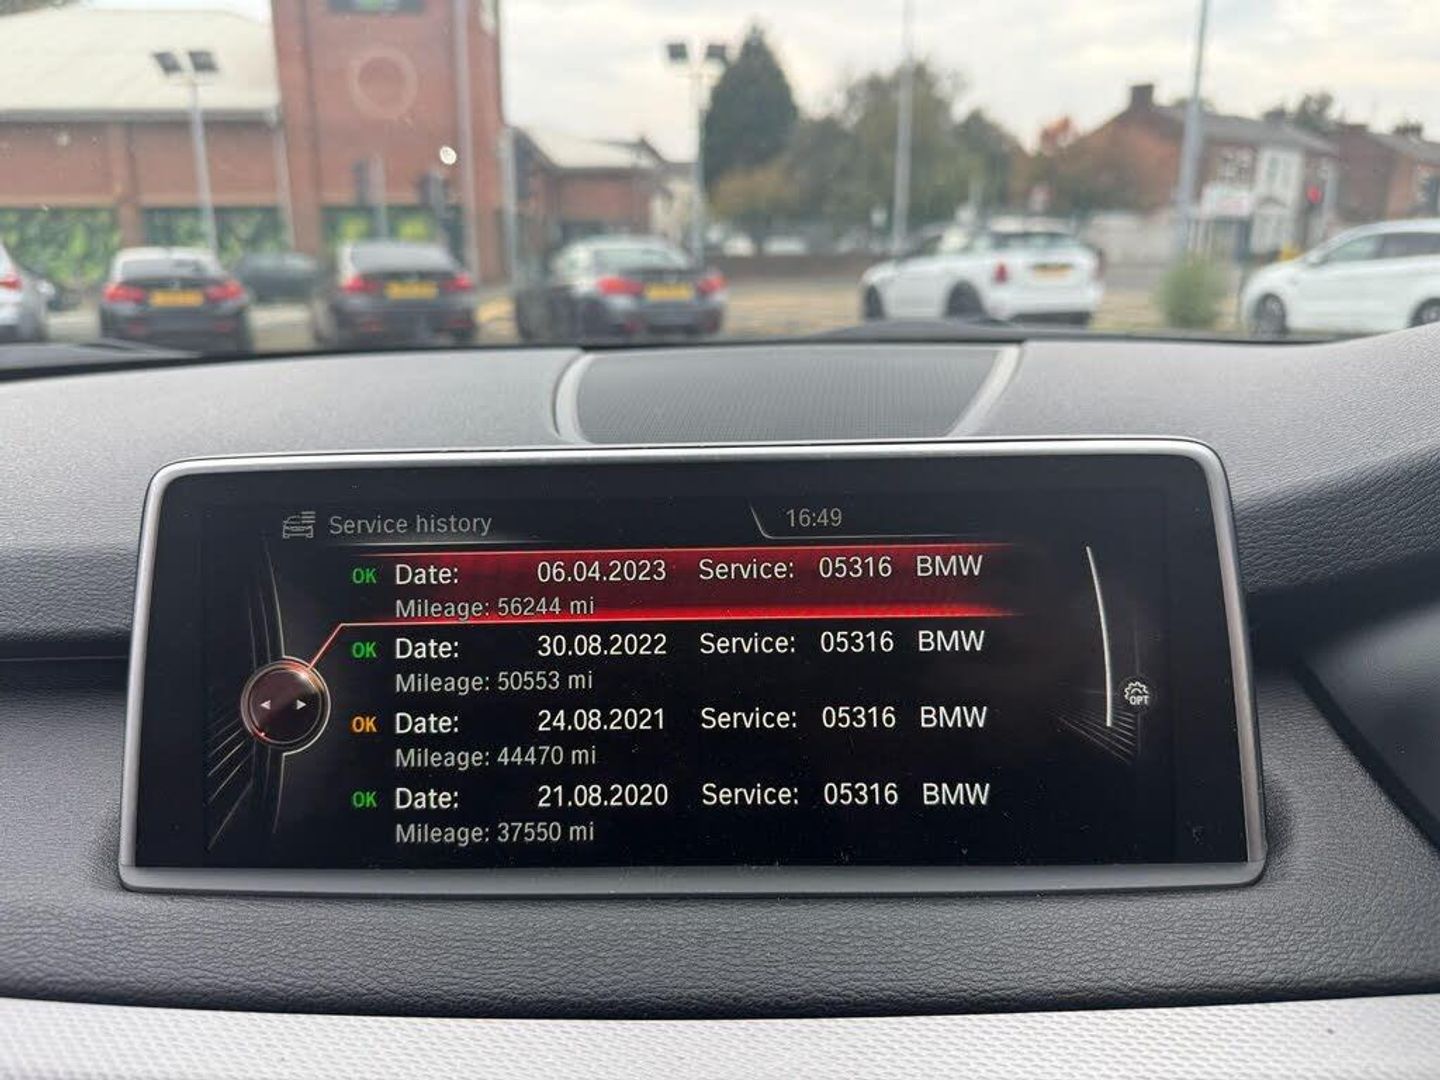 Service history
16:49
OK Date: 06.04.2023 Service: 05316 BMW
Mileage: 56244 mi
OK Date: 30.08.2022 Service: 05316 BMW
Mileage: 50553 mi
OK Date: 24.08.2021 Service: 05316 BMW
Mileage: 44470 mi
OK Date: 21.08.2020 Service: 05316 BMW
Mileage: 37550 mi
OPT